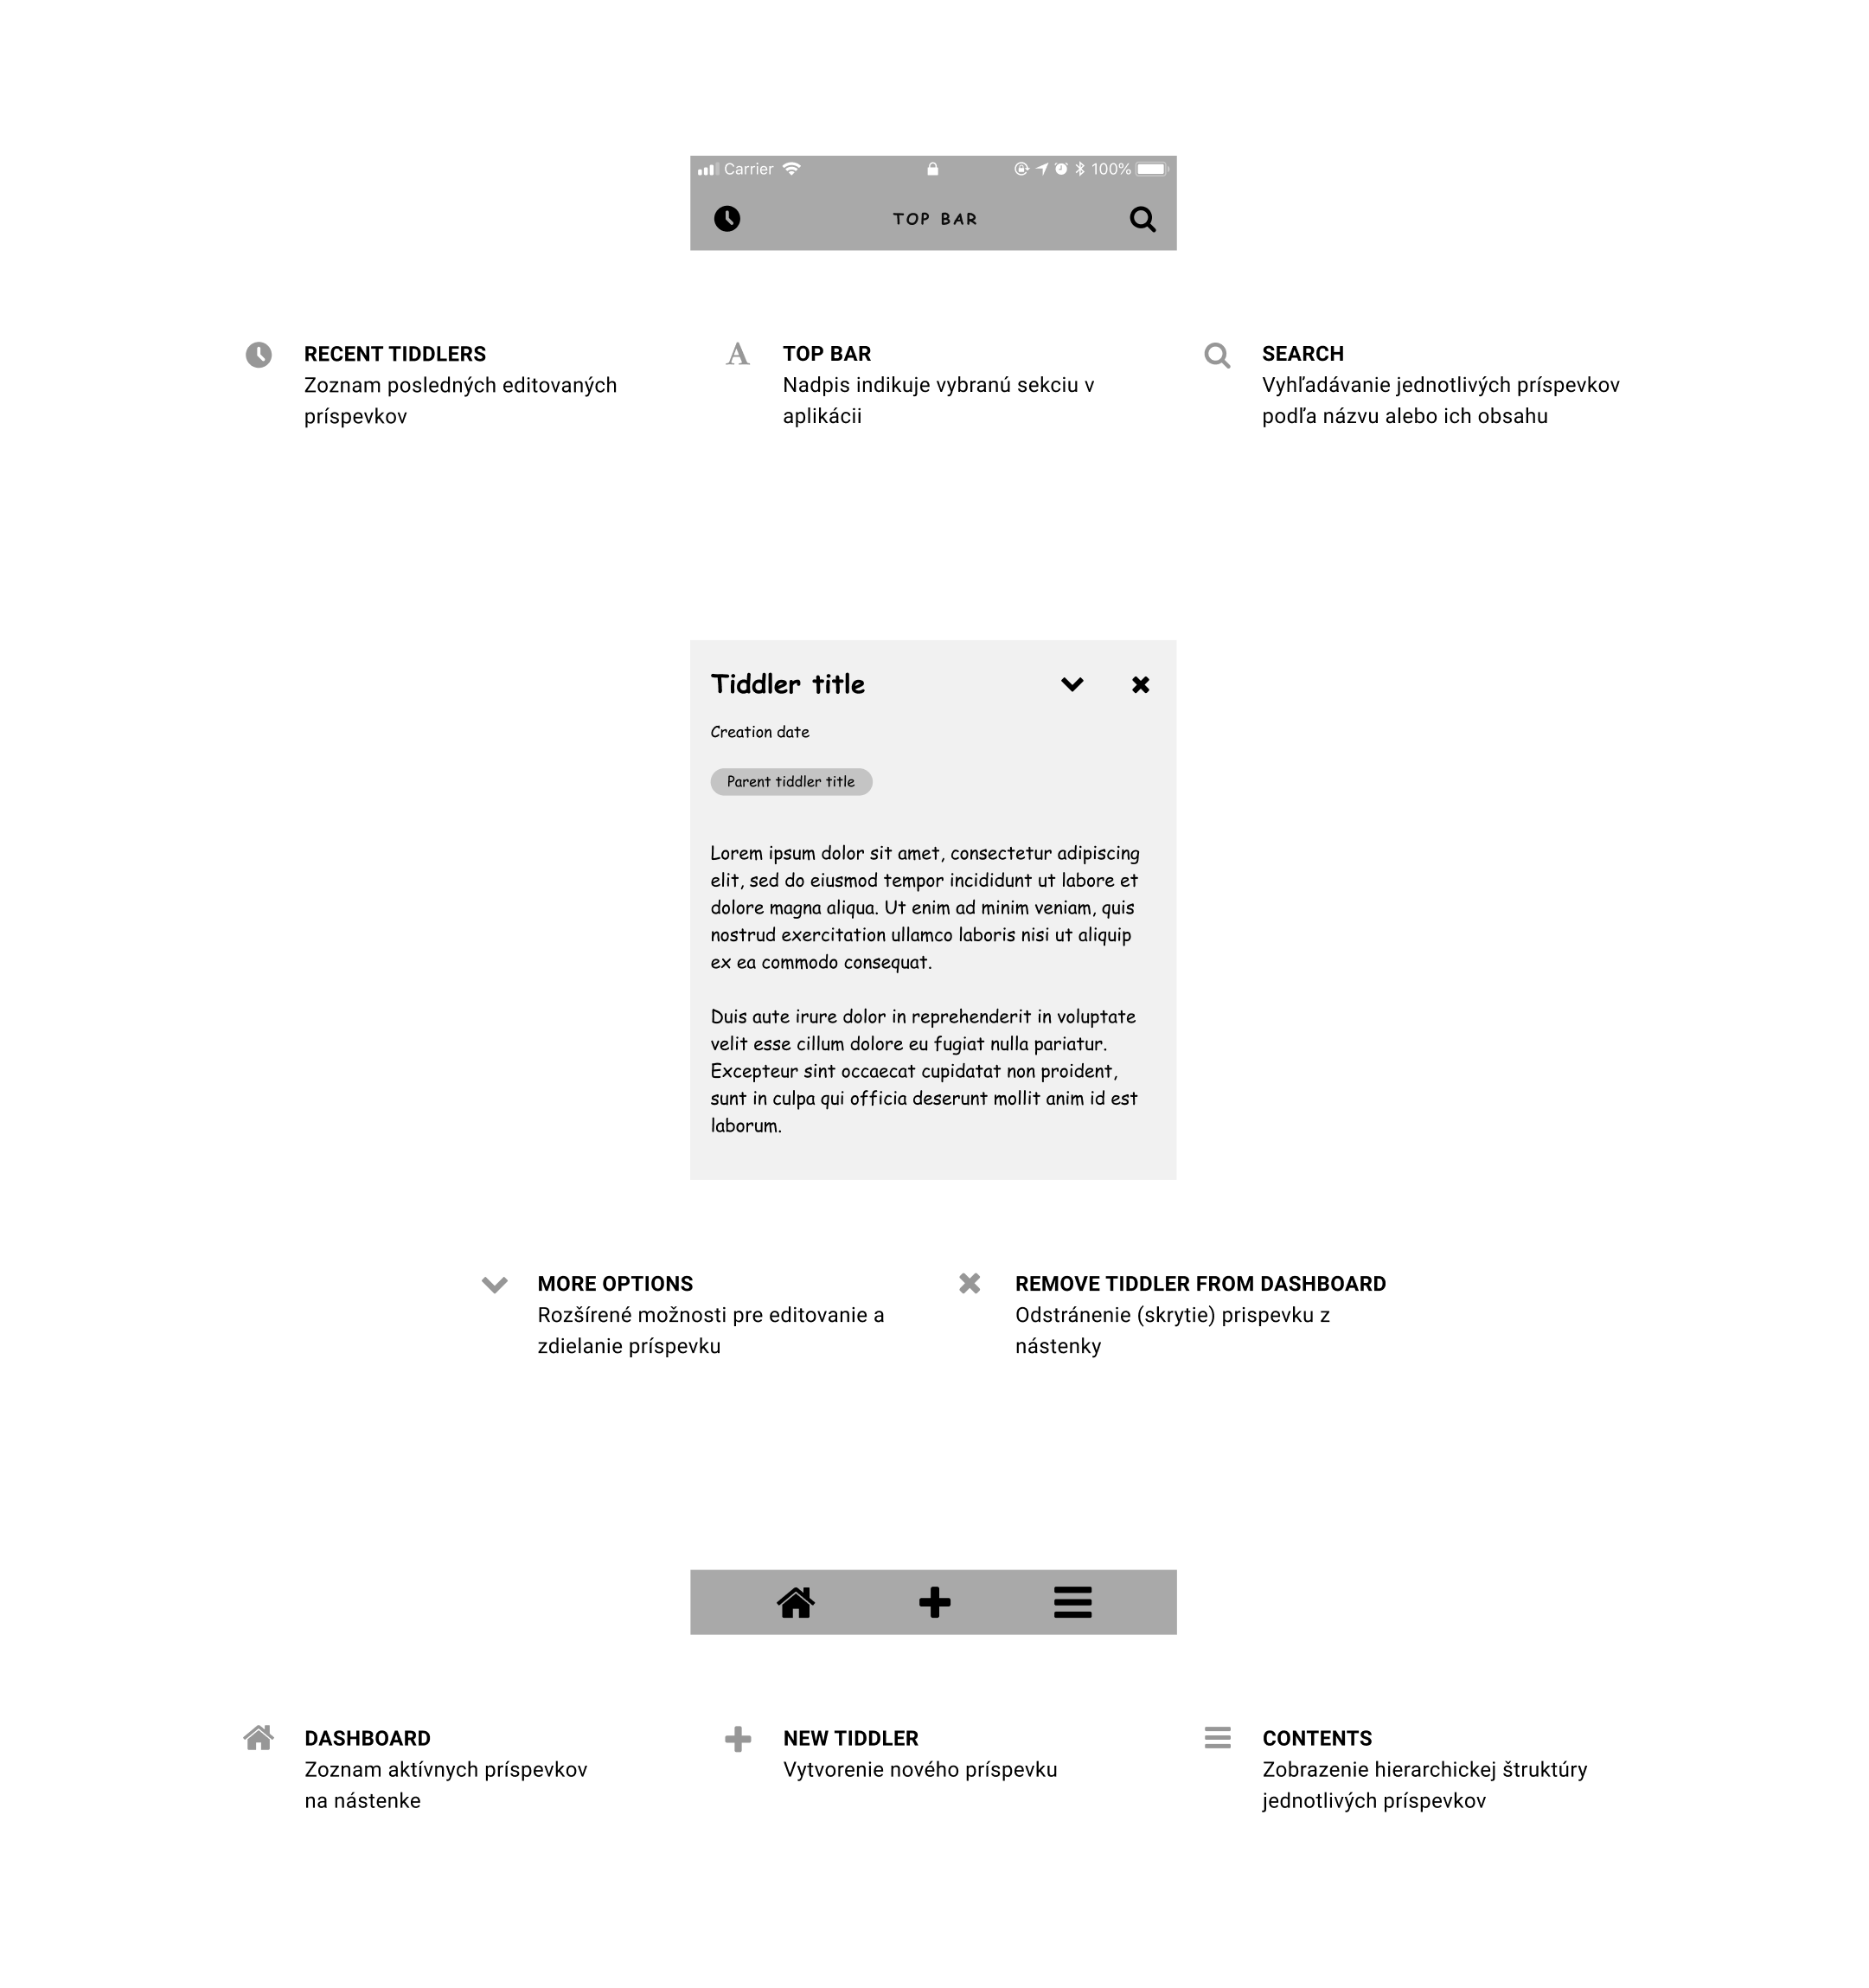 Carrier
100%
TOP BAR
RECENT TIDDLERS
Zoznam posledných editovaných
príspevkov
TOP BAR
Nadpis indikuje vybranú sekciu v
aplikácii
SEARCH
Vyhľadávanie jednotlivých príspevkov
podľa názvu alebo ich obsahu
Tiddler title
Creation date
Parent tiddler title
Lorem ipsum dolor sit amet, consectetur adipiscing
elit, sed do eiusmod tempor incididunt ut labore et
dolore magna aliqua. Ut enim ad minim veniam, quis
nostrud exercitation ullamco laboris nisi ut aliquip
ex ea commodo consequat.
Duis aute irure dolor in reprehenderit in voluptate
velit esse cillum dolore eu fugiat nulla pariatur.
Excepteur sint occaecat cupidatat non proident,
sunt in culpa qui officia deserunt mollit anim id est
laborum.
MORE OPTIONS
Rozšírené možnosti pre editovanie a
zdielanie príspevku
REMOVE TIDDLER FROM DASHBOARD
Odstránenie (skrytie) prispevku z
nástenky
DASHBOARD
Zoznam aktívnych príspevkov
na nástenke
NEW TIDDLER
Vytvorenie nového príspevku
CONTENTS
Zobrazenie hierarchickej štruktúry
jednotlivých príspevkov